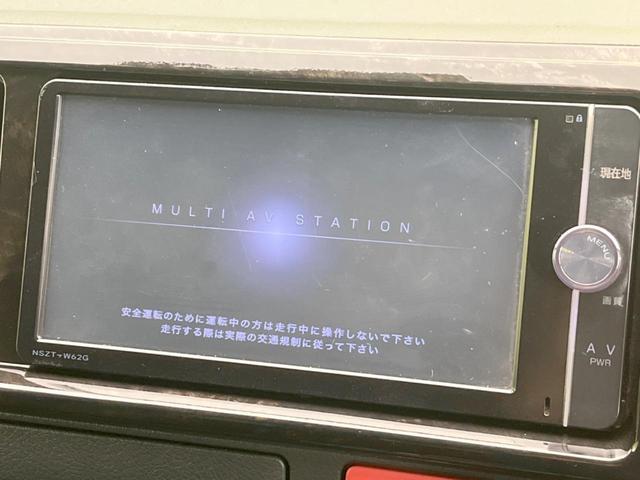 MULTI AV STATION
安全運転のために運転中の方は走行中に操作しないで下さい
走行する際は実際の交通規制に従って下さい
NSZT-W62G
現在地
MENU
画質
AV
PWR